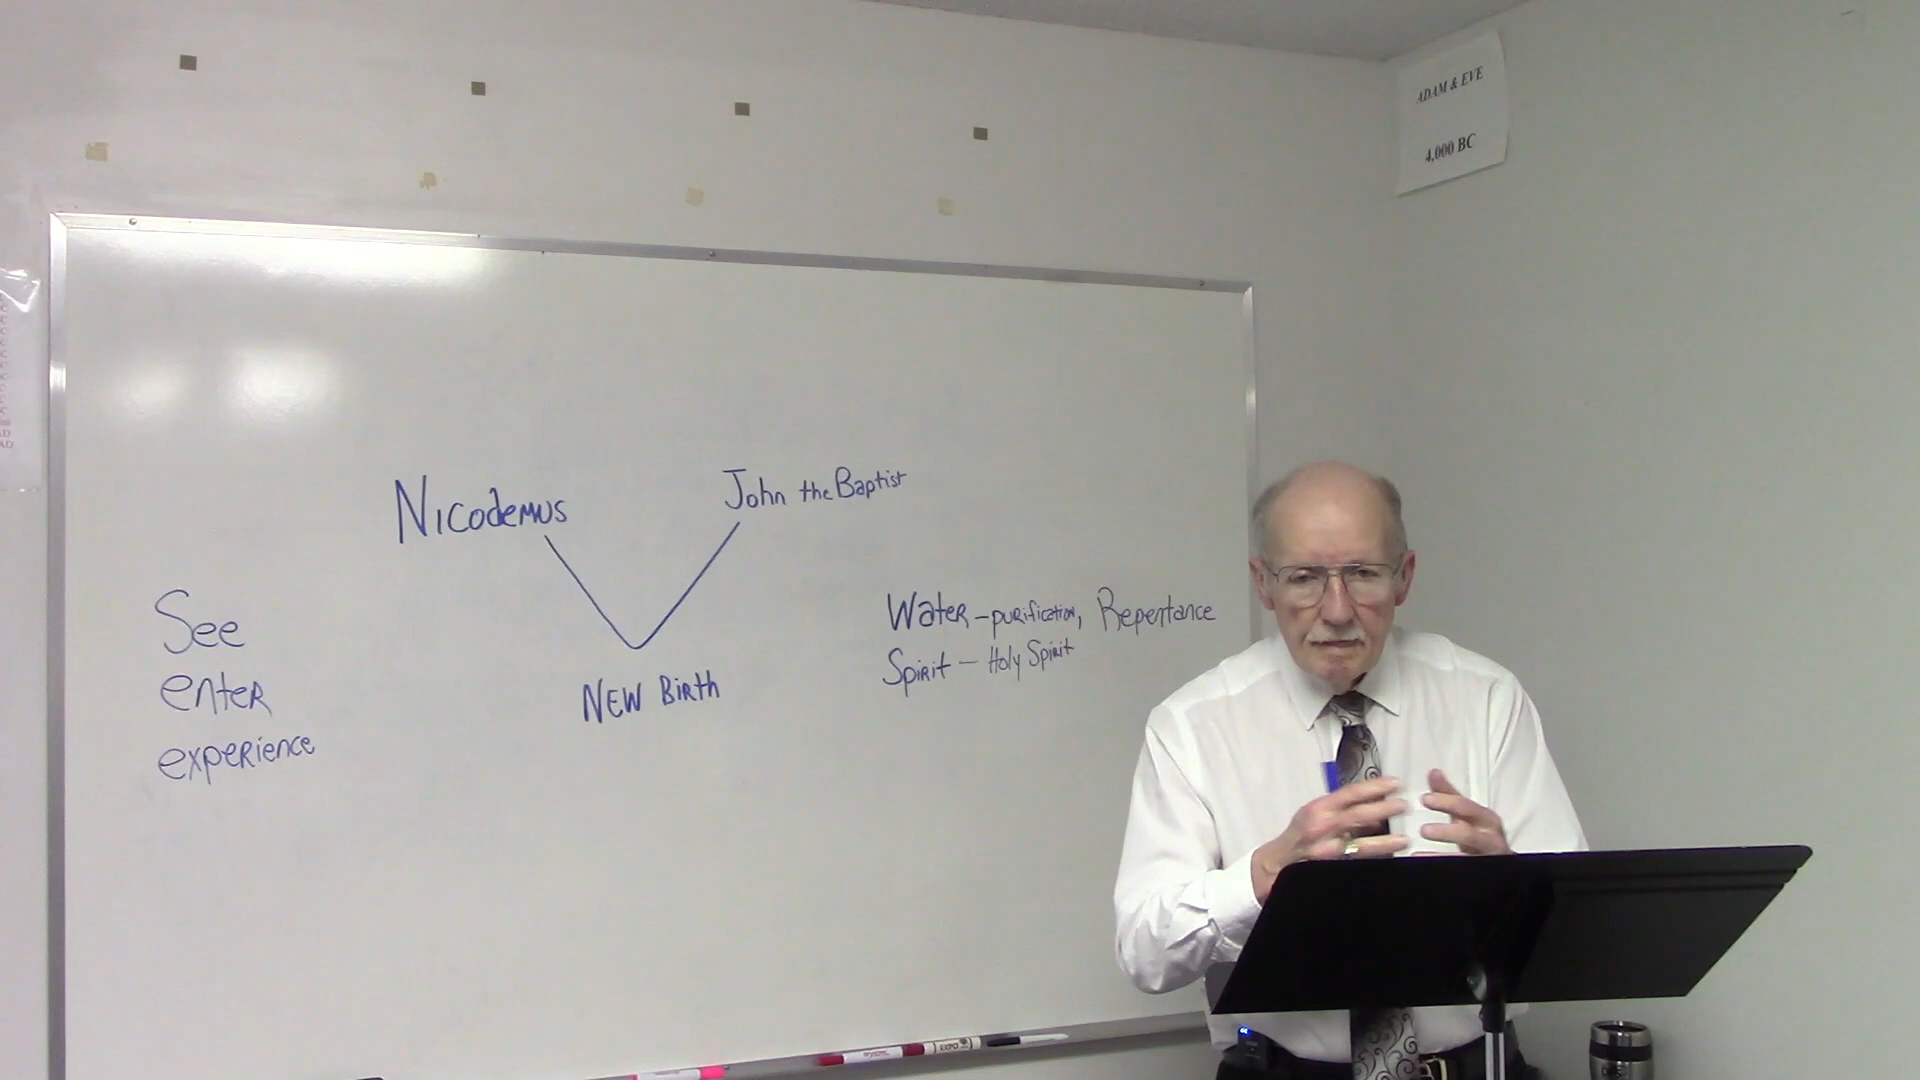 ADAM & EVE
4,000 BC
Nicodemus
John the Baptist
See
enter
experience
New Birth
Water – purification, Repentance
Spirit – Holy Spirit
EXPO